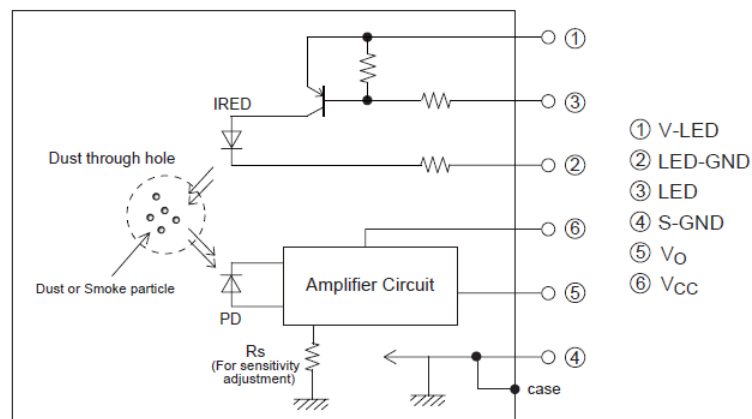 ①
IRED
③
① V-LED
Dust through hole
②
② LED-GND
③ LED
④ S-GND
⑥
⑤ VO
Amplifier Circuit
⑥ VCC
Dust or Smoke particle
⑤
PD
Rs
(For sensitivity
adjustment)
④
case